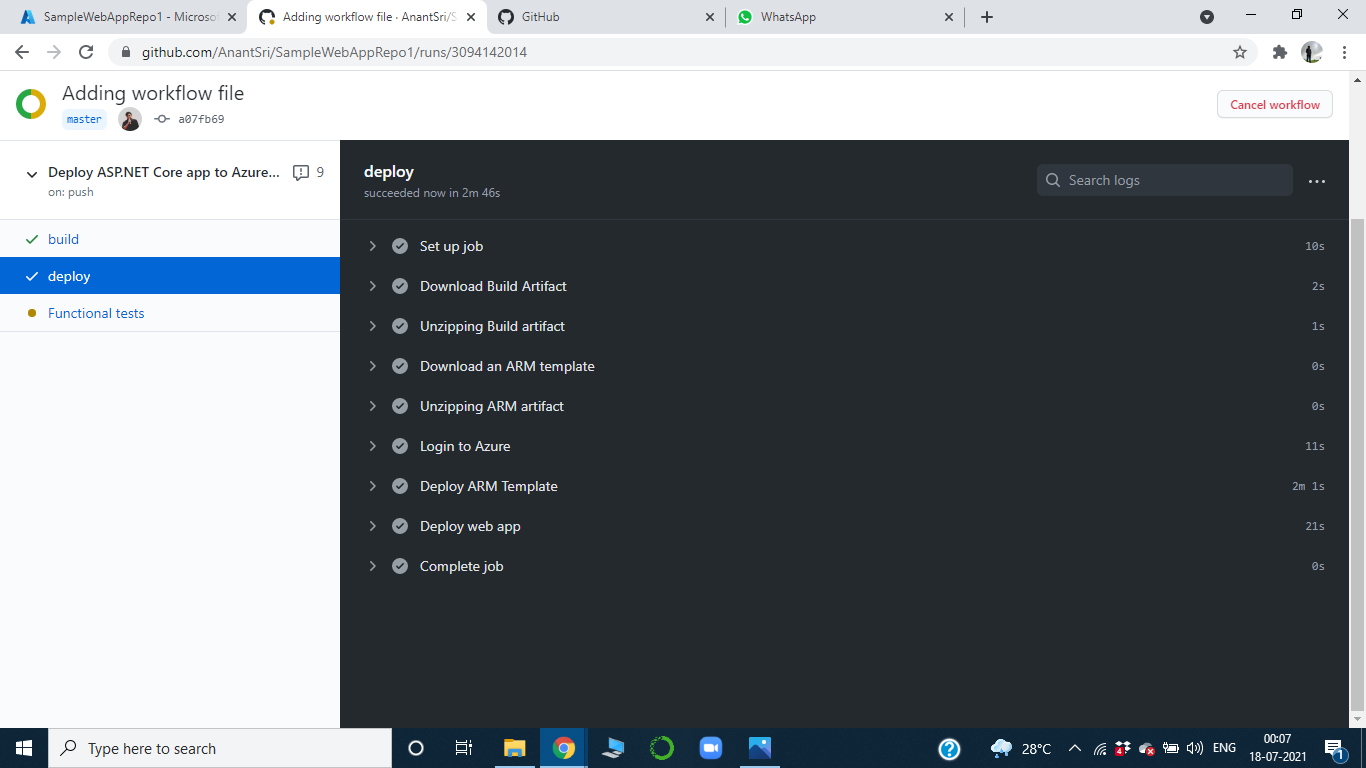 SampleWebAppRepo1 - Microsof
Adding workflow file · AnantSri/S
GitHub
WhatsApp
github.com/AnantSri/SampleWebAppRepo1/runs/3094142014
Adding workflow file
master
a07fb69
Cancel workflow
Deploy ASP.NET Core app to Azure...
9
on: push
build
deploy
Functional tests
deploy
succeeded now in 2m 46s
Search logs
Set up job
10s
Download Build Artifact
2s
Unzipping Build artifact
1s
Download an ARM template
0s
Unzipping ARM artifact
0s
Login to Azure
11s
Deploy ARM Template
2m 1s
Deploy web app
21s
Complete job
0s
Type here to search
28°C
4
ENG
00:07
18-07-2021
1